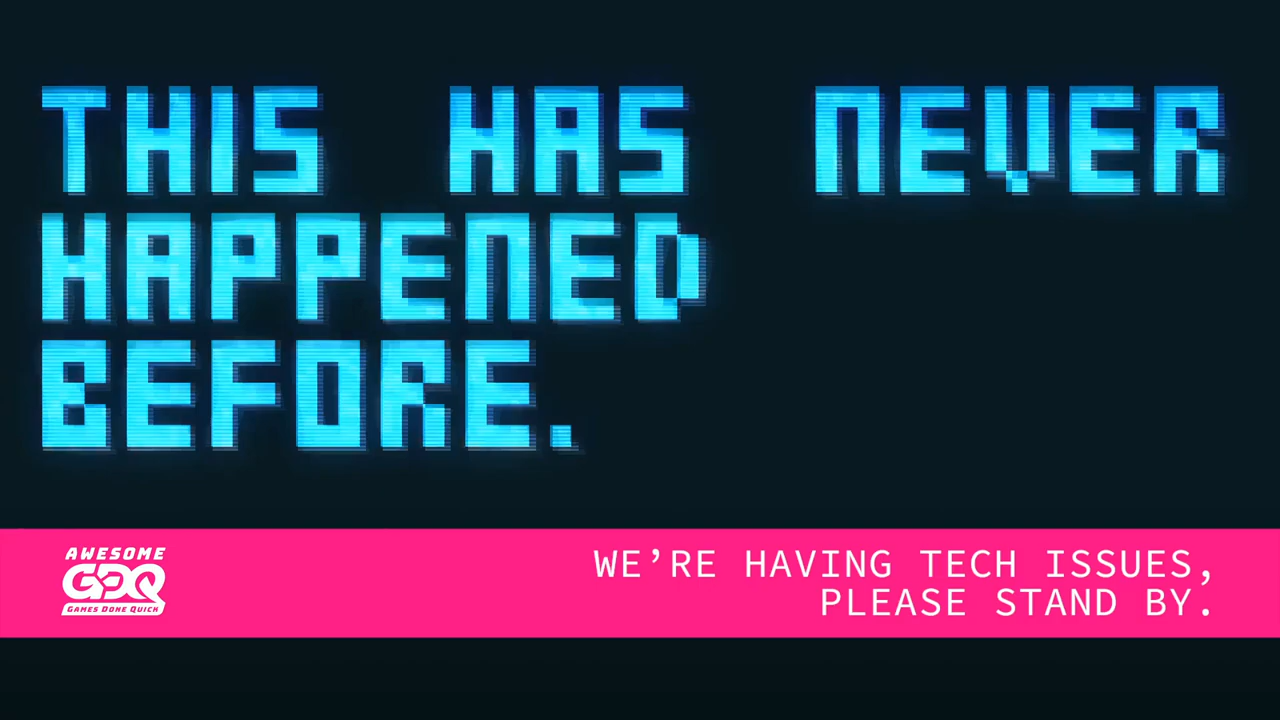 THIS HAS NEVER
HAPPENED
BEFORE.
AWESOME
GDQ
GAMES DONE QUICK
WE’RE HAVING TECH ISSUES,
PLEASE STAND BY.